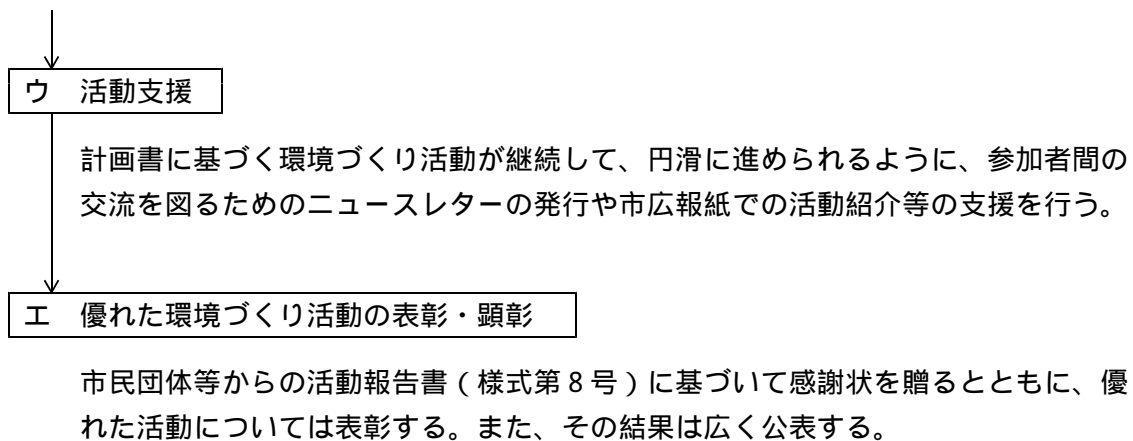 ウ　活動支援
計画書に基づく環境づくり活動が継続して、円滑に進められるように、参加者間の
交流を図るためのニュースレターの発行や市広報紙での活動紹介等の支援を行う。
エ　優れた環境づくり活動の表彰・顕彰
市民団体等からの活動報告書（様式第８号）に基づいて感謝状を贈るとともに、優
れた活動については表彰する。また、その結果は広く公表する。